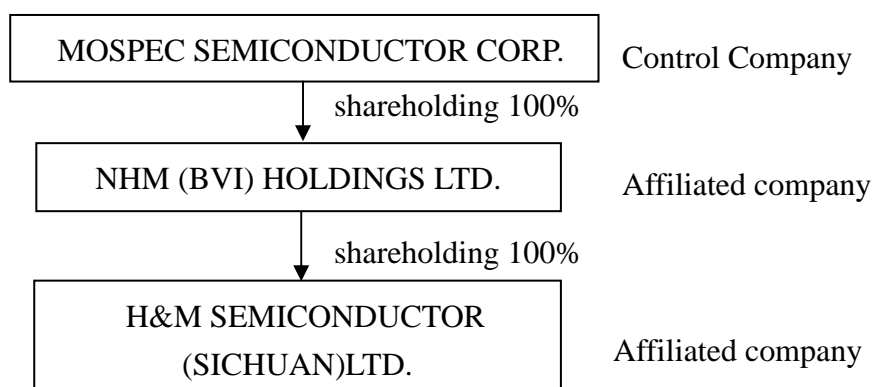 MOSPEC SEMICONDUCTOR CORP.
Control Company
shareholding 100%
NHM (BVI) HOLDINGS LTD.
Affiliated company
shareholding 100%
H&M SEMICONDUCTOR
(SICHUAN)LTD.
Affiliated company